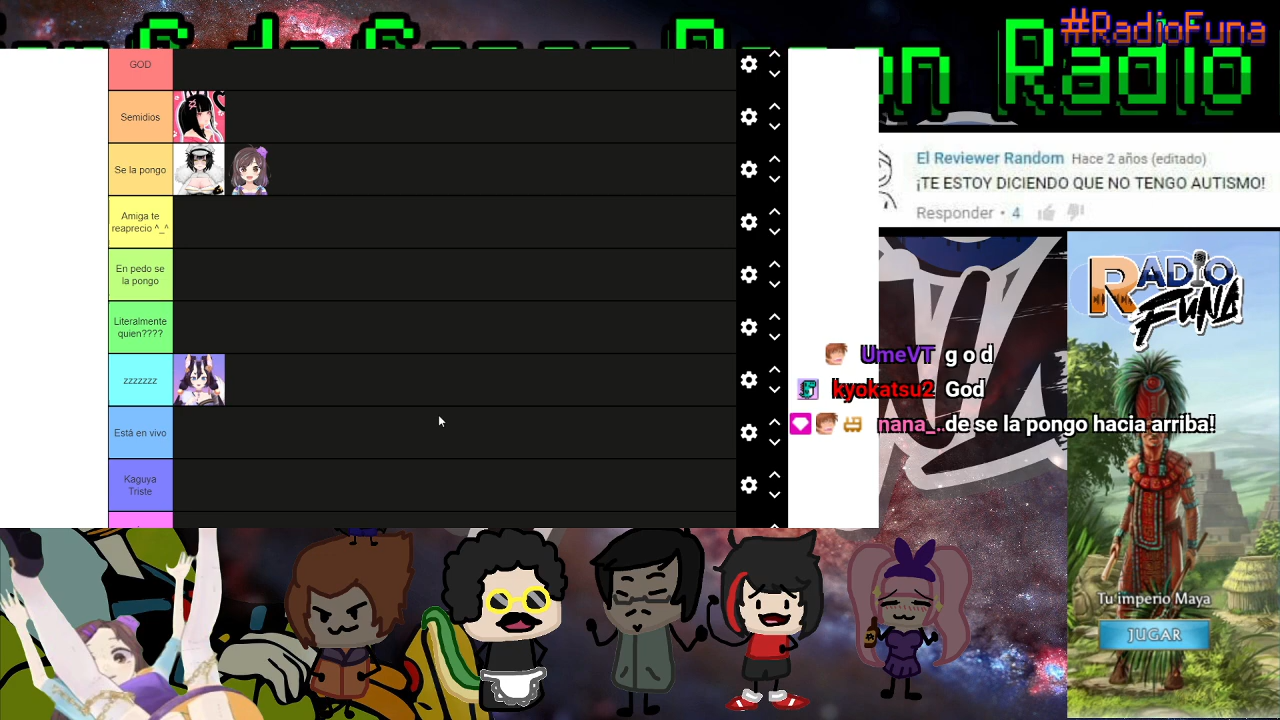 #RadioFuna
on Radio
GOD
Semidios
Se la pongo
Amiga te
reaprecio ^_^
En pedo se
la pongo
Literalmente
quien????
zzzzzzz
Está en vivo
Kaguya
Triste
El Reviewer Random Hace 2 años (editado)
¡TE ESTOY DICIENDO QUE NO TENGO AUTISMO!
Responder • 4
RADIO
FUNA
UmeVT g o d
kyokatsu2 God
nana_..de se la pongo hacia arriba!
Tu imperio Maya
JUGAR